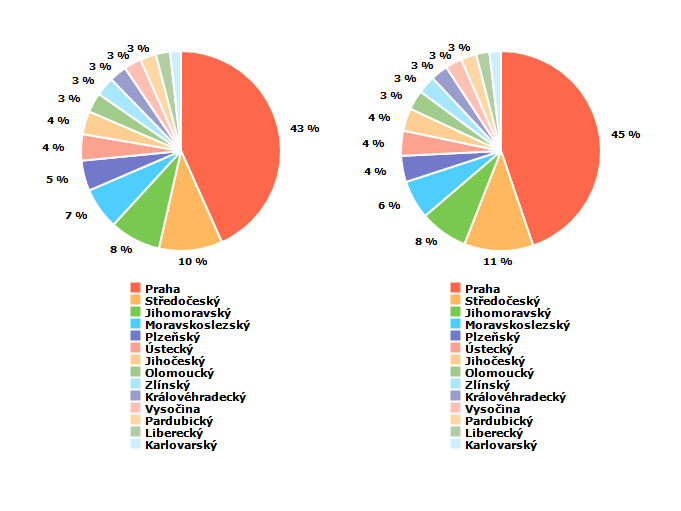 3 %
3 %
3 %
3 %
3 %
4 %
4 %
5 %
7 %
8 %
10 %
43 %
Praha
Středočeský
Jihomoravský
Moravskoslezský
Plzeňský
Ústecký
Jihočeský
Olomoucký
Zlínský
Královéhradecký
Vysočina
Pardubický
Liberecký
Karlovarský
3 %
3 %
3 %
3 %
3 %
4 %
4 %
4 %
6 %
8 %
11 %
45 %
Praha
Středočeský
Jihomoravský
Moravskoslezský
Plzeňský
Ústecký
Jihočeský
Olomoucký
Zlínský
Královéhradecký
Vysočina
Pardubický
Liberecký
Karlovarský